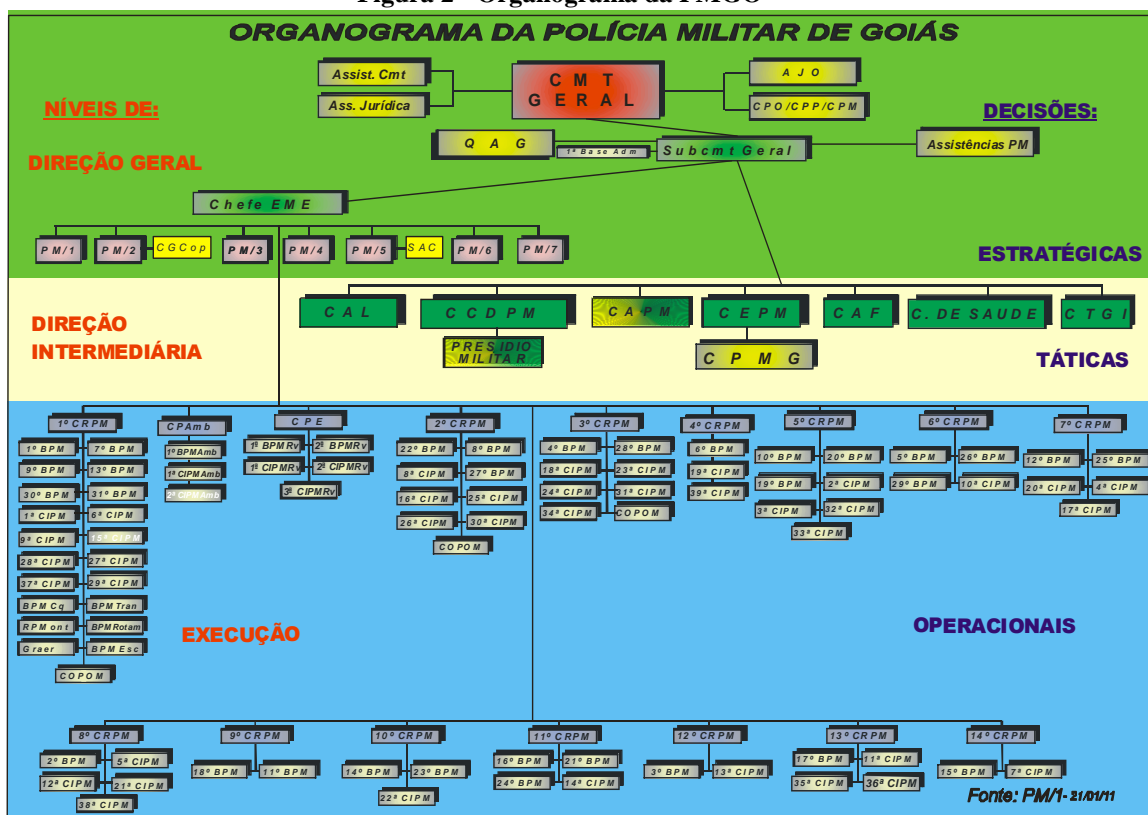 Figura 2 - Organograma da PMGO
ORGANOGRAMA DA POLÍCIA MILITAR DE GOIÁS
Assist. Cmt
Ass. Jurídica
CMT
GERAL
AJO
CPO/CPP/CPM
NÍVEIS DE:
DECISÕES:
QAG
1ª Base Adm
Subcmt Geral
Assistências PM
DIREÇÃO GERAL
Chefe EME
PM/1
PM/2
CGCop
PM/3
PM/4
PM/5
SAC
PM/6
PM/7
ESTRATÉGICAS
DIREÇÃO
INTERMEDIÁRIA
CAL
CCDPM
CAPM
CEPM
CAF
C. DE SAUDE
CTGI
PRESIDIO
MILITAR
CPMG
TÁTICAS
1º CRPM
1º BPM
7º BPM
9º BPM
13º BPM
30º BPM
31º BPM
1ª CIPM
6ª CIPM
9ª CIPM
15ª CIPM
28ª CIPM
27ª CIPM
37ª CIPM
29ª CIPM
BPMCq
BPMTran
RPMont
BPMRotam
Graer
BPMEsc
COPOM
CPAmb
1ºBPMAmb
1ªCIPMAmb
2ªCIPMAmb
CPE
1º BPMRv
2º BPMRv
1ª CIPMRv
2ª CIPMRv
3ª CIPMRv
2º CRPM
22º BPM
8º BPM
8ª CIPM
27º BPM
16ª CIPM
25ª CIPM
26ª CIPM
30ª CIPM
COPOM
3º CRPM
4º BPM
28º BPM
18ª CIPM
23ª CIPM
24ª CIPM
31ª CIPM
34ª CIPM
COPOM
4º CRPM
6º BPM
19ª CIPM
39ª CIPM
5º CRPM
10º BPM
20º BPM
19º BPM
2ª CIPM
3ª CIPM
32ª CIPM
33ª CIPM
6º CRPM
5º BPM
26º BPM
29º BPM
10ª CIPM
7º CRPM
12º BPM
25º BPM
20ª CIPM
4ª CIPM
17ª CIPM
EXECUÇÃO
OPERACIONAIS
8º CRPM
2º BPM
5ª CIPM
12ª CIPM
21ª CIPM
38ª CIPM
9º CRPM
18º BPM
11º BPM
10º CRPM
14º BPM
23º BPM
22ª CIPM
11º CRPM
16º BPM
21º BPM
24º BPM
14ª CIPM
12º CRPM
3º BPM
13ª CIPM
13º CRPM
17º BPM
11ª CIPM
35ª CIPM
36ª CIPM
14º CRPM
15º BPM
7ª CIPM
Fonte: PM/1- 21/01/11